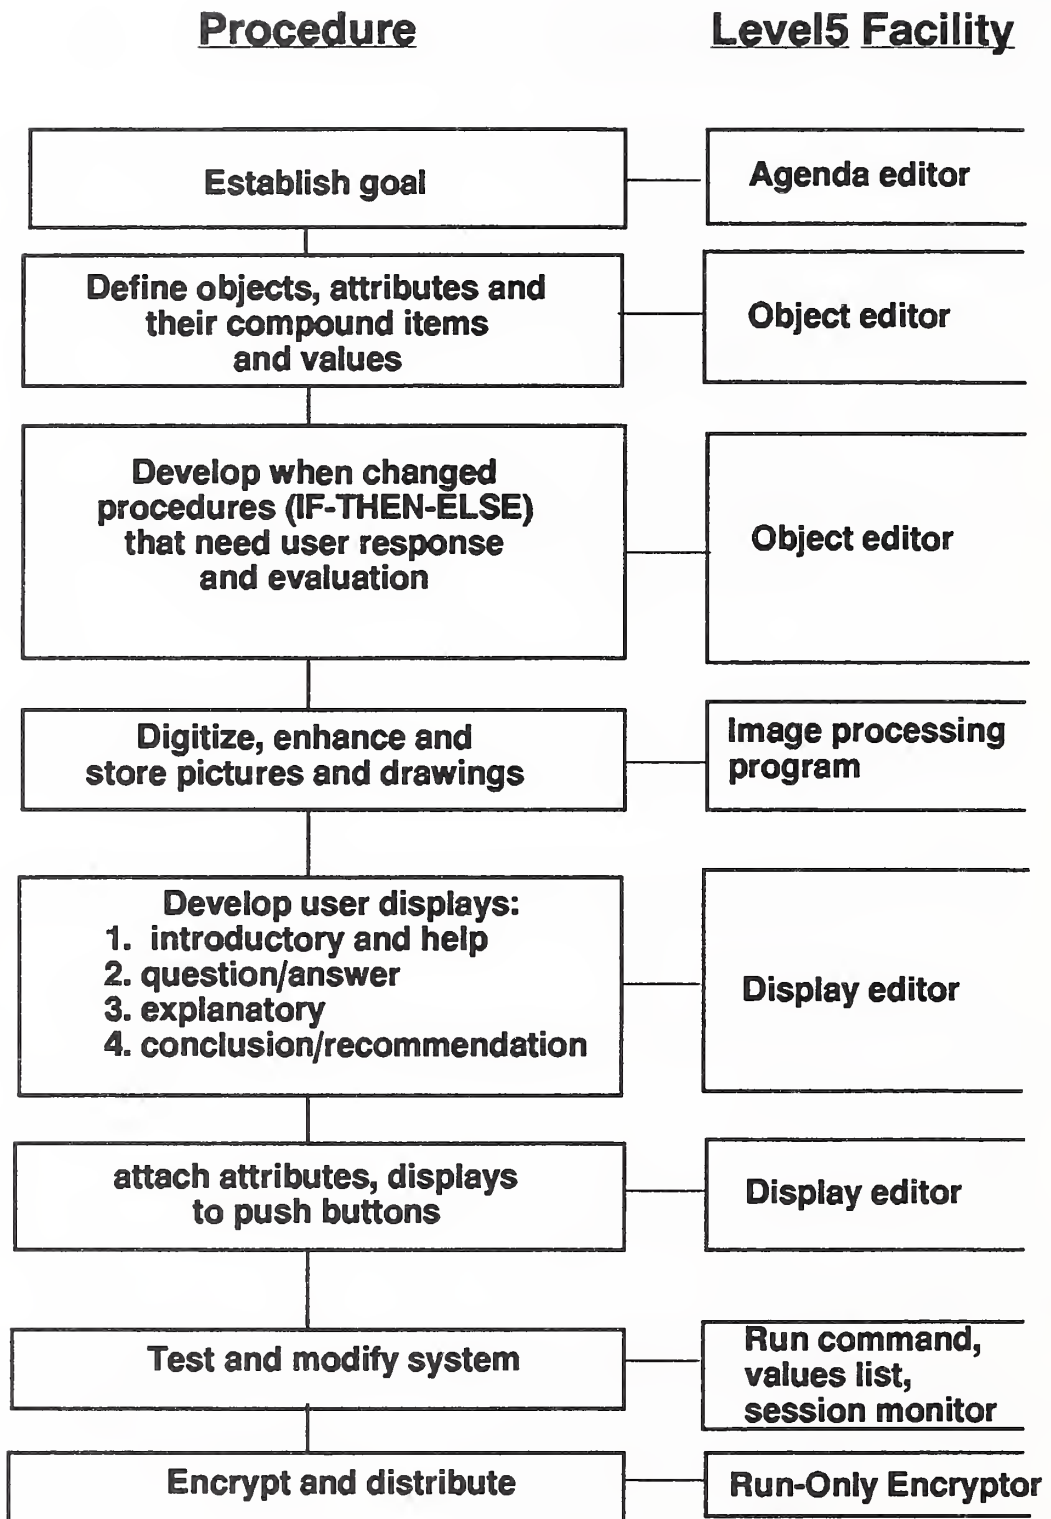 Procedure
Level5 Facility
Establish goal
Agenda editor
Define objects, attributes and
their compound items
and values
Object editor
Develop when changed
procedures (IF-THEN-ELSE)
that need user response
and evaluation
Object editor
Digitize, enhance and
store pictures and drawings
Image processing
program
Develop user displays:
1. introductory and help
2. question/answer
3. explanatory
4. conclusion/recommendation
Display editor
attach attributes, displays
to push buttons
Display editor
Test and modify system
Run command,
values list,
session monitor
Encrypt and distribute
Run-Only Encryptor